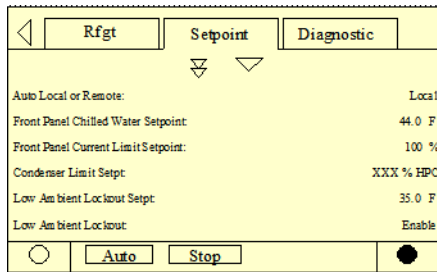 Rfgt Setpoint Diagnostic
Auto Local or Remote: Local
Front Panel Chilled Water Setpoint: 44.0 F
Front Panel Current Limit Setpoint: 100 %
Condenser Limit Setpt: XXX % HPC
Low Ambient Lockout Setpt: 35.0 F
Low Ambient Lockout: Enable
Auto Stop